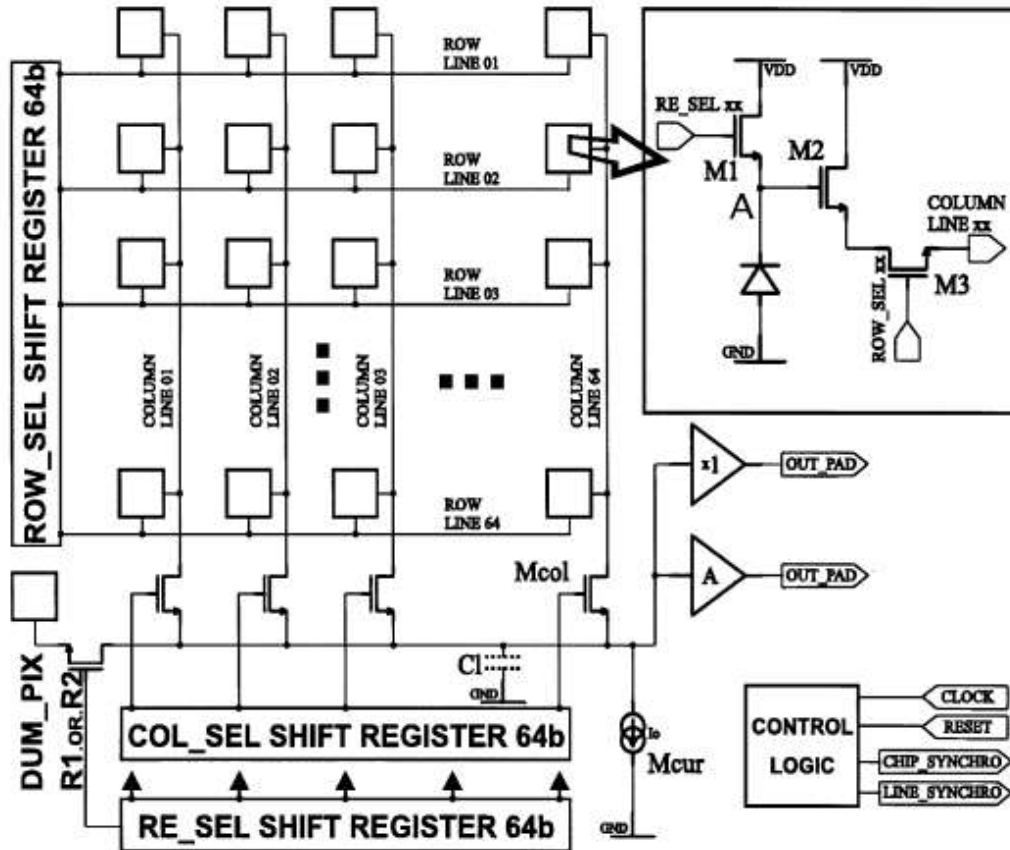 ROW_SEL SHIFT REGISTER 64b
ROW
LINE 01
ROW
LINE 02
ROW
LINE 03
COLUMN
LINE 01
COLUMN
LINE 02
COLUMN
LINE 03
COLUMN
LINE 64
ROW
LINE 64
VDD
VDD
RE_SEL xx
M1
M2
A
COLUMN
LINE xx
ROW_SEL xx
M3
GND
x1
OUT_PAD
A
OUT_PAD
Mcol
DUM_PIX
R1.OR.R2
Cl
GND
Io
Mcur
GND
COL_SEL SHIFT REGISTER 64b
RE_SEL SHIFT REGISTER 64b
CONTROL
LOGIC
CLOCK
RESET
CHIP_SYNCHRO
LINE_SYNCHRO